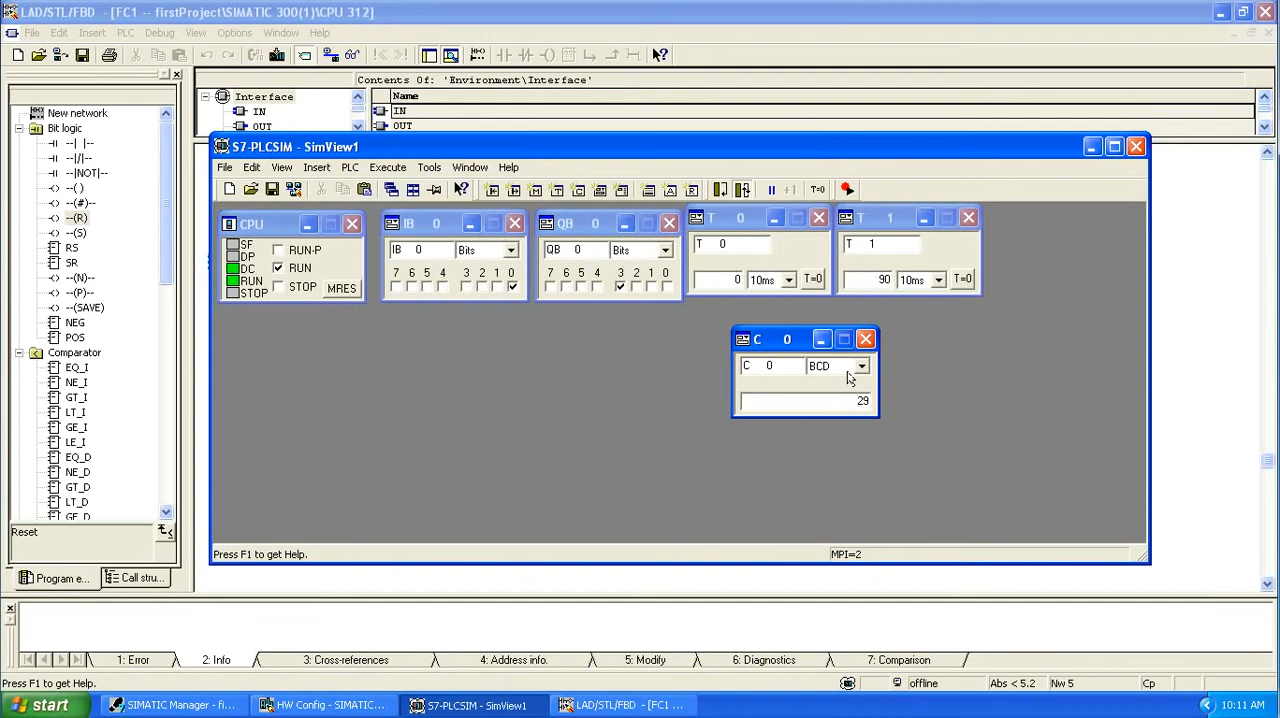 LAD/STL/FBD - [FC1 -- firstProject\SIMATIC 300(1)\CPU 312]
File Edit Insert PLC Debug View Options Window Help
Contents Of: 'Environment\Interface'
Interface
IN
OUT
Name
IN
OUT
New network
Bit logic
--| |--
--|/|--
--|NOT|--
--( )
--(#)
--(R)
--(S)
RS
SR
--(N)--
--(P)--
--(SAVE)
NEG
POS
Comparator
EQ_I
NE_I
GT_I
LT_I
GE_I
LE_I
EQ_D
NE_D
GT_D
LT_D
GE_D
Reset
Program e...
Call stru...
S7-PLCSIM - SimView1
File Edit View Insert PLC Execute Tools Window Help
+1 T=0
CPU
SF
DP
DC
RUN
STOP
RUN-P
RUN
STOP
MRES
IB 0
IB 0 Bits
7 6 5 4 3 2 1 0
QB 0
QB 0 Bits
7 6 5 4 3 2 1 0
T 0
T 0
0 10ms T=0
T 1
T 1
90 10ms T=0
C 0
C 0 BCD
29
Press F1 to get Help.
MPI=2
1: Error 2: Info 3: Cross-references 4: Address info. 5: Modify 6: Diagnostics 7: Comparison
Press F1 to get Help.
offline Abs < 5.2 Nw 5 Cp
start
SIMATIC Manager - fi...
HW Config - SIMATIC...
S7-PLCSIM - SimView1
LAD/STL/FBD - [FC1 ...
10:11 AM